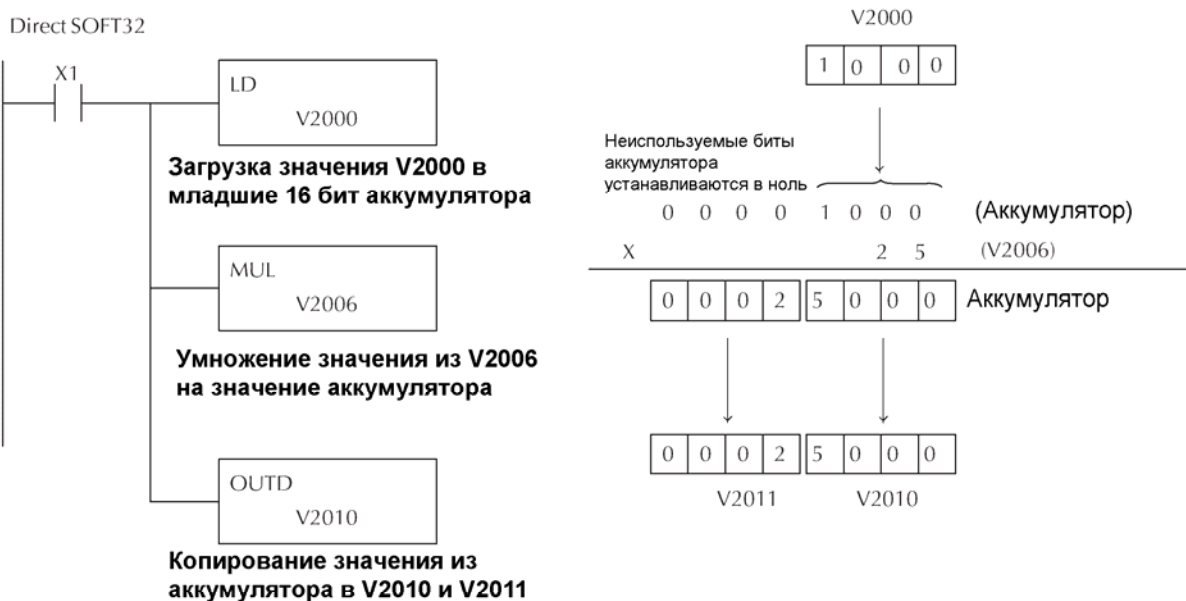 Direct SOFT32
X1
LD
V2000
Загрузка значения V2000 в
младшие 16 бит аккумулятора
MUL
V2006
Умножение значения из V2006
на значение аккумулятора
OUTD
V2010
Копирование значения из
аккумулятора в V2010 и V2011
V2000
1 0 0 0
Неиспользуемые биты
аккумулятора
устанавливаются в ноль
0 0 0 0 1 0 0 0 (Аккумулятор)
X 2 5 (V2006)
0 0 0 2 5 0 0 0 Аккумулятор
0 0 0 2 5 0 0 0
V2011 V2010